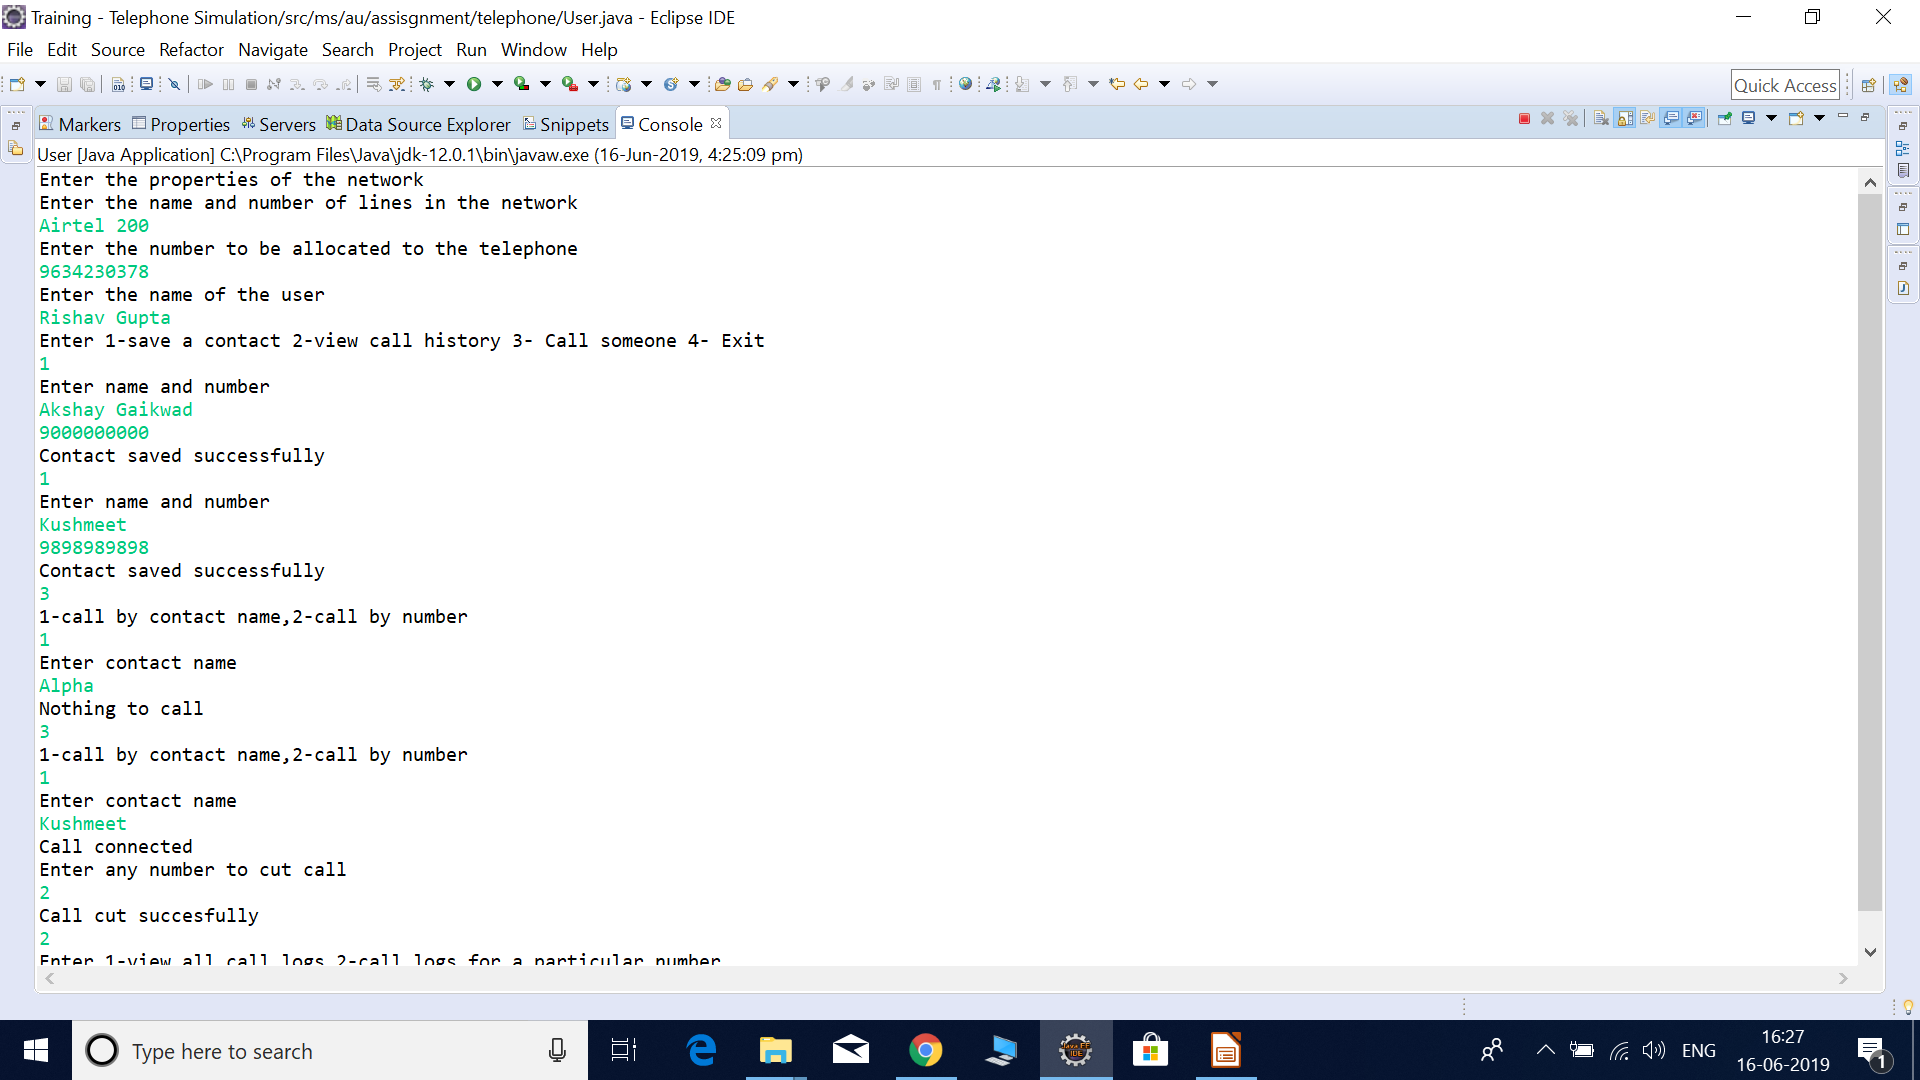 Training - Telephone Simulation/src/ms/au/assisgnment/telephone/User.java - Eclipse IDE
File Edit Source Refactor Navigate Search Project Run Window Help
Quick Access
Markers Properties Servers Data Source Explorer Snippets Console
User [Java Application] C:\Program Files\Java\jdk-12.0.1\bin\javaw.exe (16-Jun-2019, 4:25:09 pm)
Enter the properties of the network
Enter the name and number of lines in the network
Airtel 200
Enter the number to be allocated to the telephone
9634230378
Enter the name of the user
Rishav Gupta
Enter 1-save a contact 2-view call history 3- Call someone 4- Exit
1
Enter name and number
Akshay Gaikwad
9000000000
Contact saved successfully
1
Enter name and number
Kushmeet
9898989898
Contact saved successfully
3
1-call by contact name,2-call by number
1
Enter contact name
Alpha
Nothing to call
3
1-call by contact name,2-call by number
1
Enter contact name
Kushmeet
Call connected
Enter any number to cut call
2
Call cut succesfully
2
Enter 1-view all call logs 2-call logs for a particular number
Type here to search
ENG
16:27
16-06-2019
1